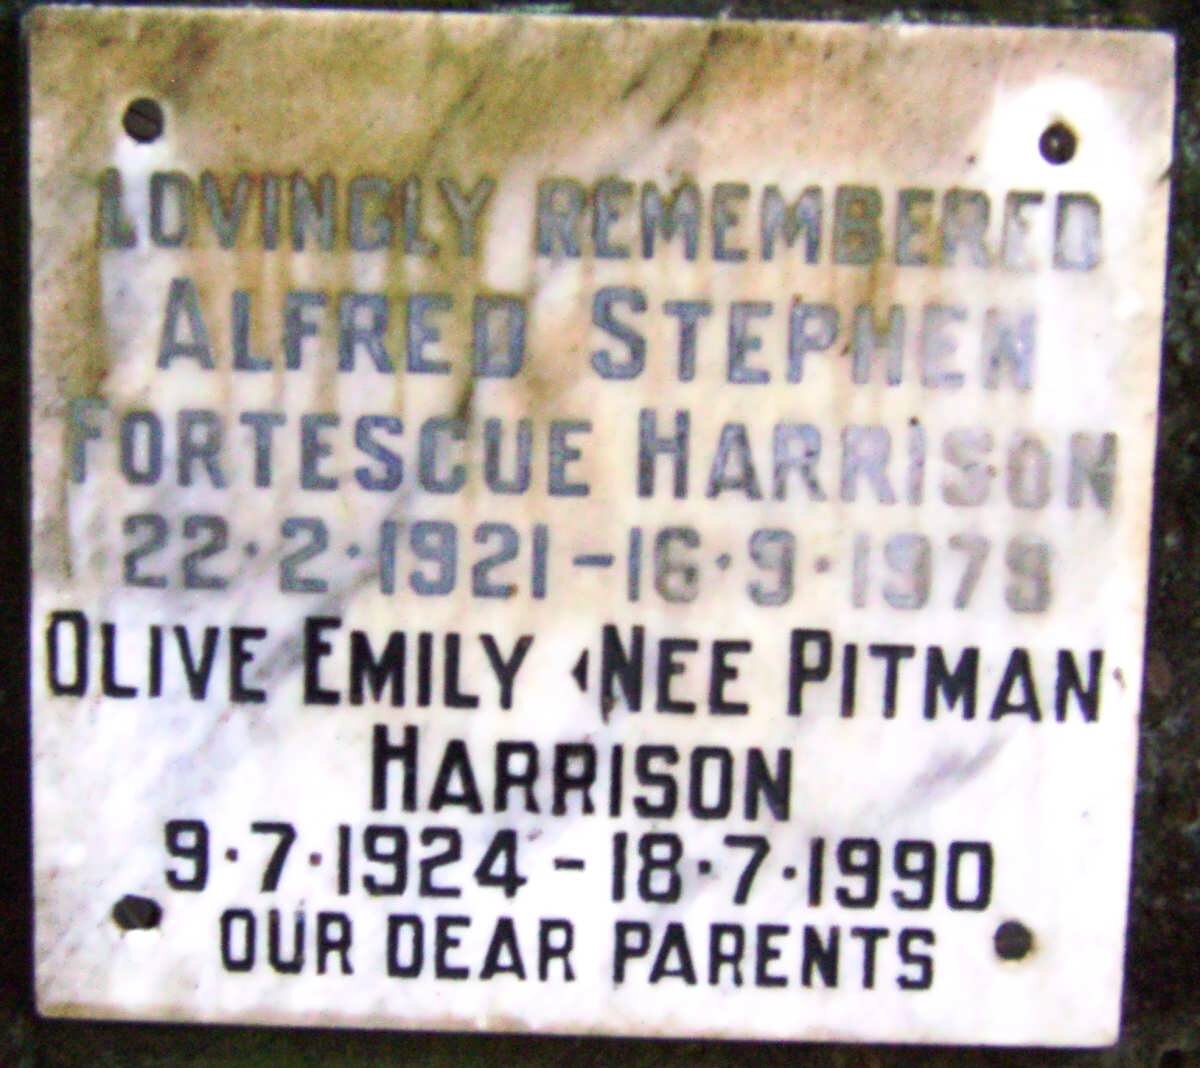 LOVINGLY REMEMBERED
ALFRED STEPHEN
FORTESCUE HARRISON
22·2·1921-16·9·1979
OLIVE EMILY (NEE PITMAN)
HARRISON
9·7·1924-18·7·1990
OUR DEAR PARENTS